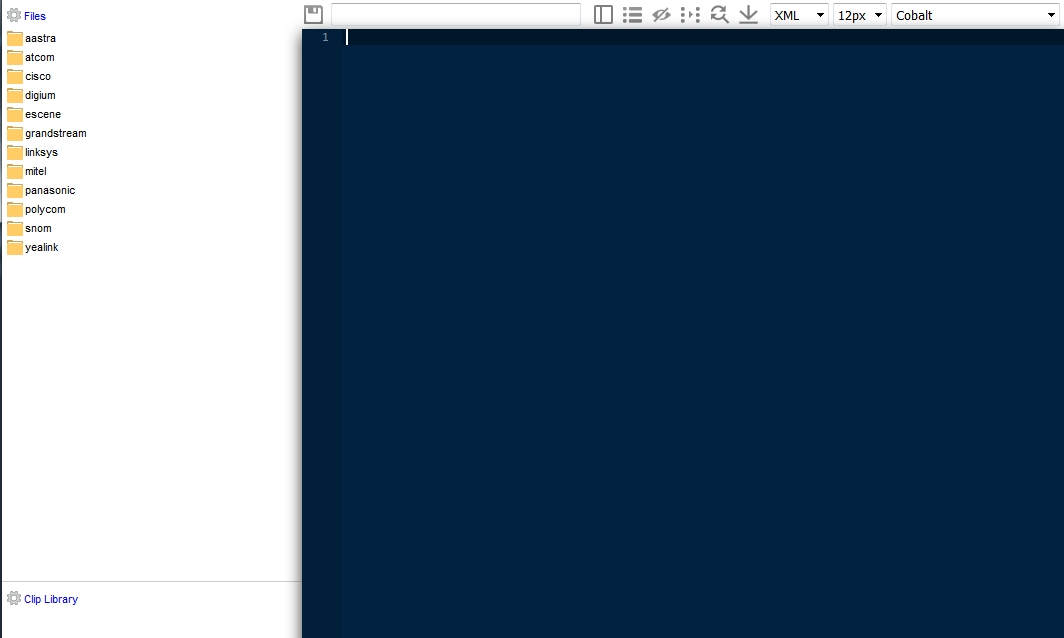 Files
XML
12px
Cobalt
aastra
atcom
cisco
digium
escene
grandstream
linksys
mitel
panasonic
polycom
snom
yealink
1
Clip Library